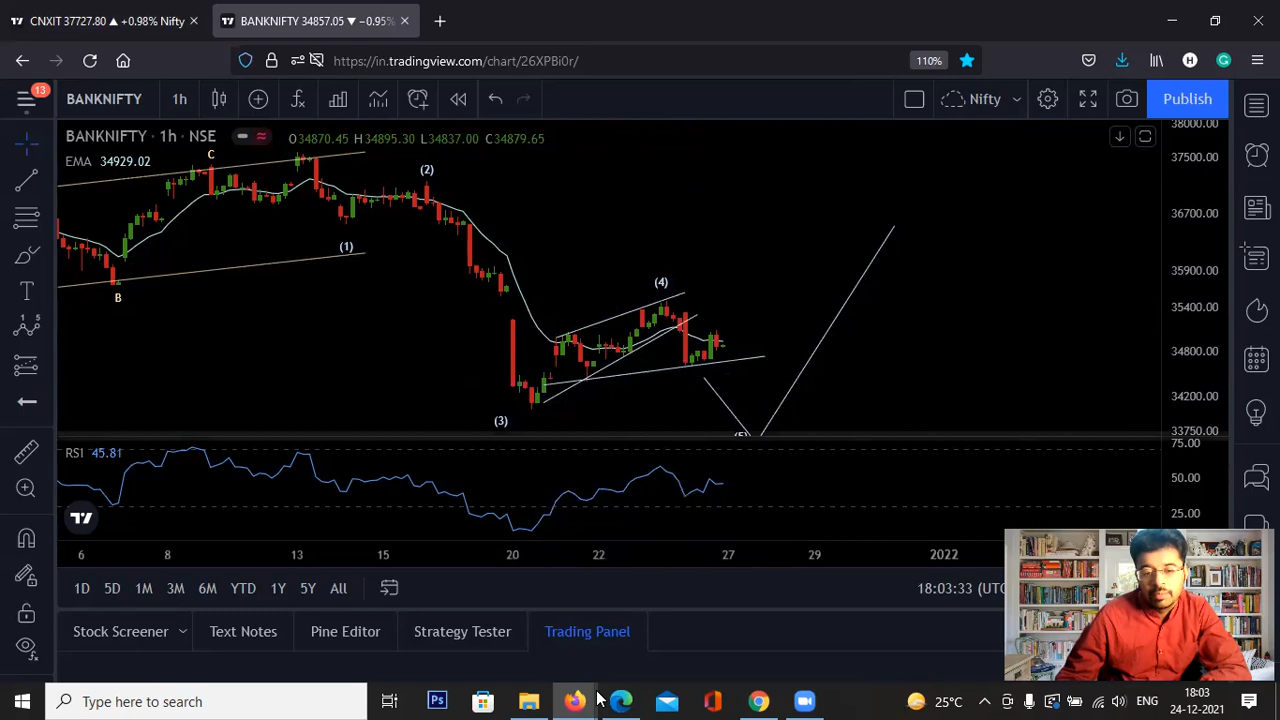 CNXIT 37727.80 ▲ +0.98% Nifty
BANKNIFTY 34857.05 ▼ −0.95%
https://in.tradingview.com/chart/26XPBi0r/
110%
H
13
BANKNIFTY
1h
Nifty
Publish
BANKNIFTY · 1h · NSE
O34870.45 H34895.30 L34837.00 C34879.65
EMA 34929.02
C
(2)
(1)
B
(4)
(3)
38000.00
37500.00
36700.00
35900.00
35400.00
34800.00
34200.00
33750.00
RSI 45.81
75.00
50.00
25.00
6 8 13 15 20 22 27 29 2022
1D 5D 1M 3M 6M YTD 1Y 5Y All
18:03:33 (UTC
Stock Screener
Text Notes
Pine Editor
Strategy Tester
Trading Panel
Type here to search
Ps
25°C
ENG
18:03
24-12-2021